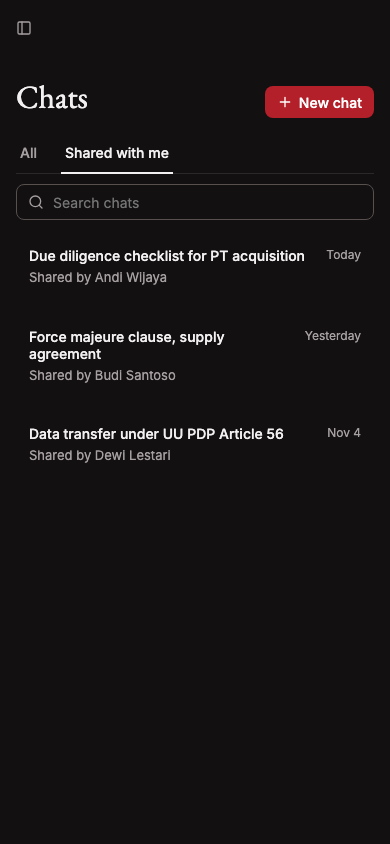 Chats
New chat
All
Shared with me
Search chats
Due diligence checklist for PT acquisition
Today
Shared by Andi Wijaya
Force majeure clause, supply
agreement
Yesterday
Shared by Budi Santoso
Data transfer under UU PDP Article 56
Nov 4
Shared by Dewi Lestari